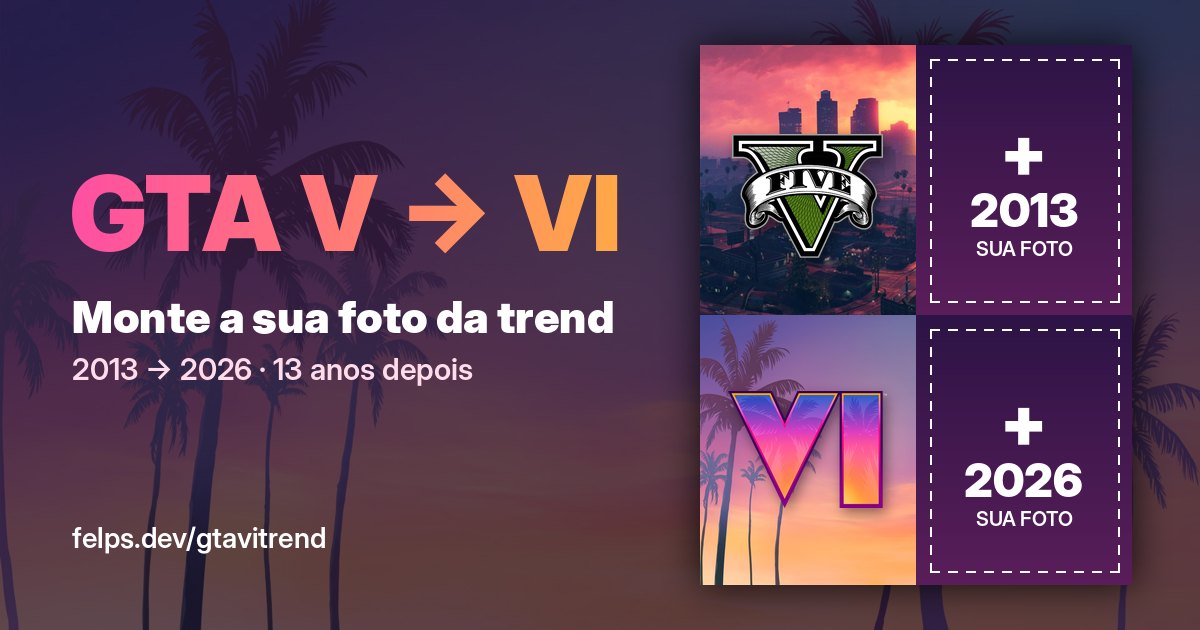 GTA V → VI
Monte a sua foto da trend
2013 → 2026 · 13 anos depois
felps.dev/gtavitrend
V
FIVE
+
2013
SUA FOTO
VI
+
2026
SUA FOTO